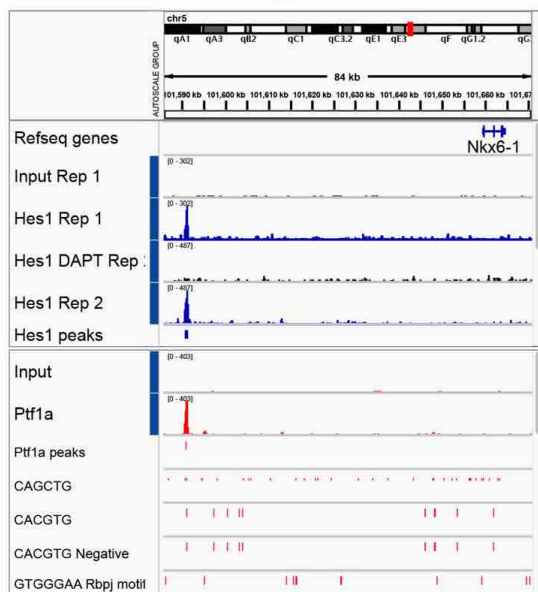 chr5
qA1 qA3 qB2 qC1 qC3.2 qE1 qE3 qF qG1.2 qG
AUTOSCALE GROUP
84 kb
101,590 kb 101,600 kb 101,610 kb 101,620 kb 101,630 kb 101,640 kb 101,650 kb 101,660 kb 101,67
Refseq genes
Nkx6-1
Input Rep 1
[0 - 302]
Hes1 Rep 1
[0 - 302]
Hes1 DAPT Rep
[0 - 487]
Hes1 Rep 2
[0 - 487]
Hes1 peaks
Input
[0 - 403]
Ptf1a
[0 - 403]
Ptf1a peaks
CAGCTG
CACGTG
CACGTG Negative
GTGGGAA Rbpj motif